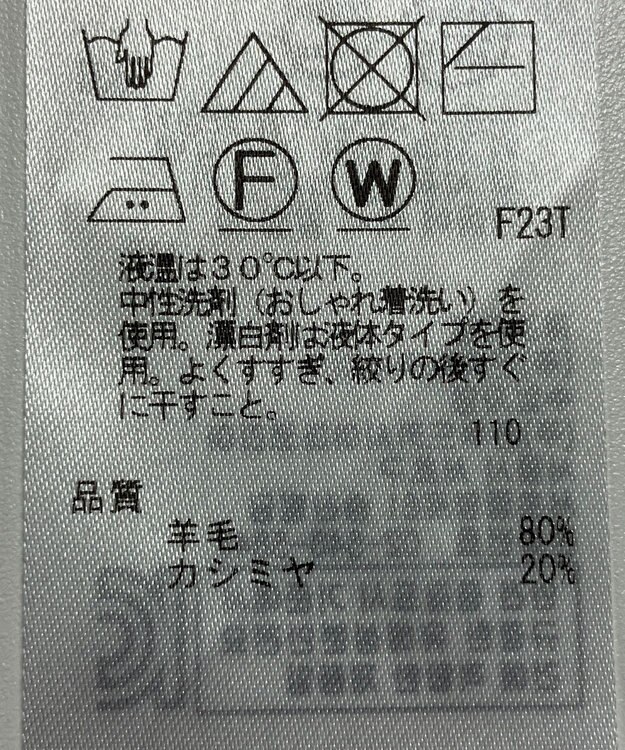 F W
F23T
液温は30℃以下。
中性洗剤（おしゃれ着洗い）を
使用。漂白剤は液体タイプを使
用。よくすすぎ、絞りの後すぐ
に干すこと。
110
品質
羊毛 80%
カシミヤ 20%